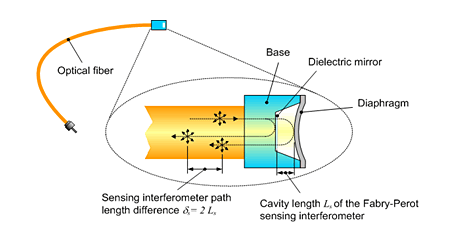 Base
Dielectric mirror
Optical fiber
Diaphragm
Sensing interferometer path
length difference δs= 2 Ls
Cavity length Ls of the Fabry-Perot
sensing interferometer